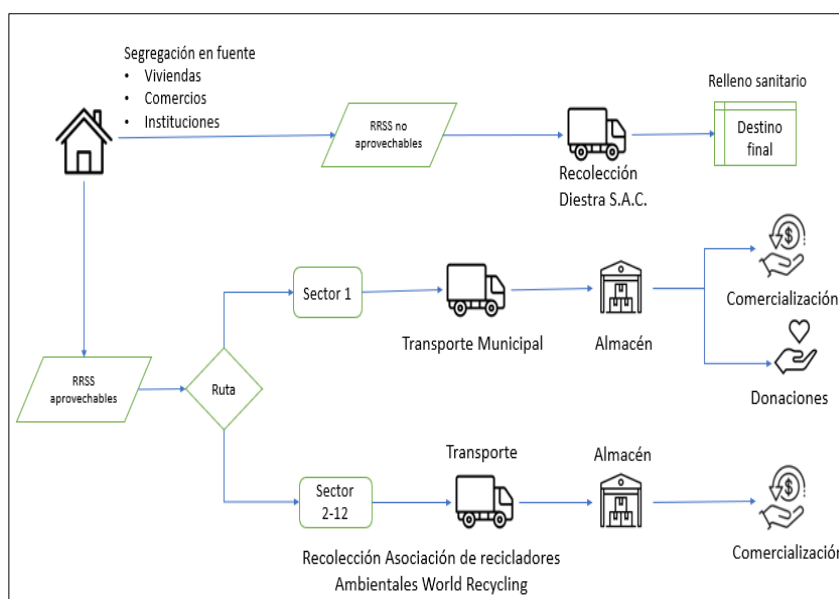 Segregación en fuente
• Viviendas
• Comercios
• Instituciones
RRSS no
aprovechables
Recolección
Diestra S.A.C.
Relleno sanitario
Destino
final
Sector 1
Transporte Municipal
Almacén
Comercialización
Donaciones
RRSS
aprovechables
Ruta
Sector
2-12
Transporte
Recolección Asociación de recicladores
Ambientales World Recycling
Almacén
Comercialización